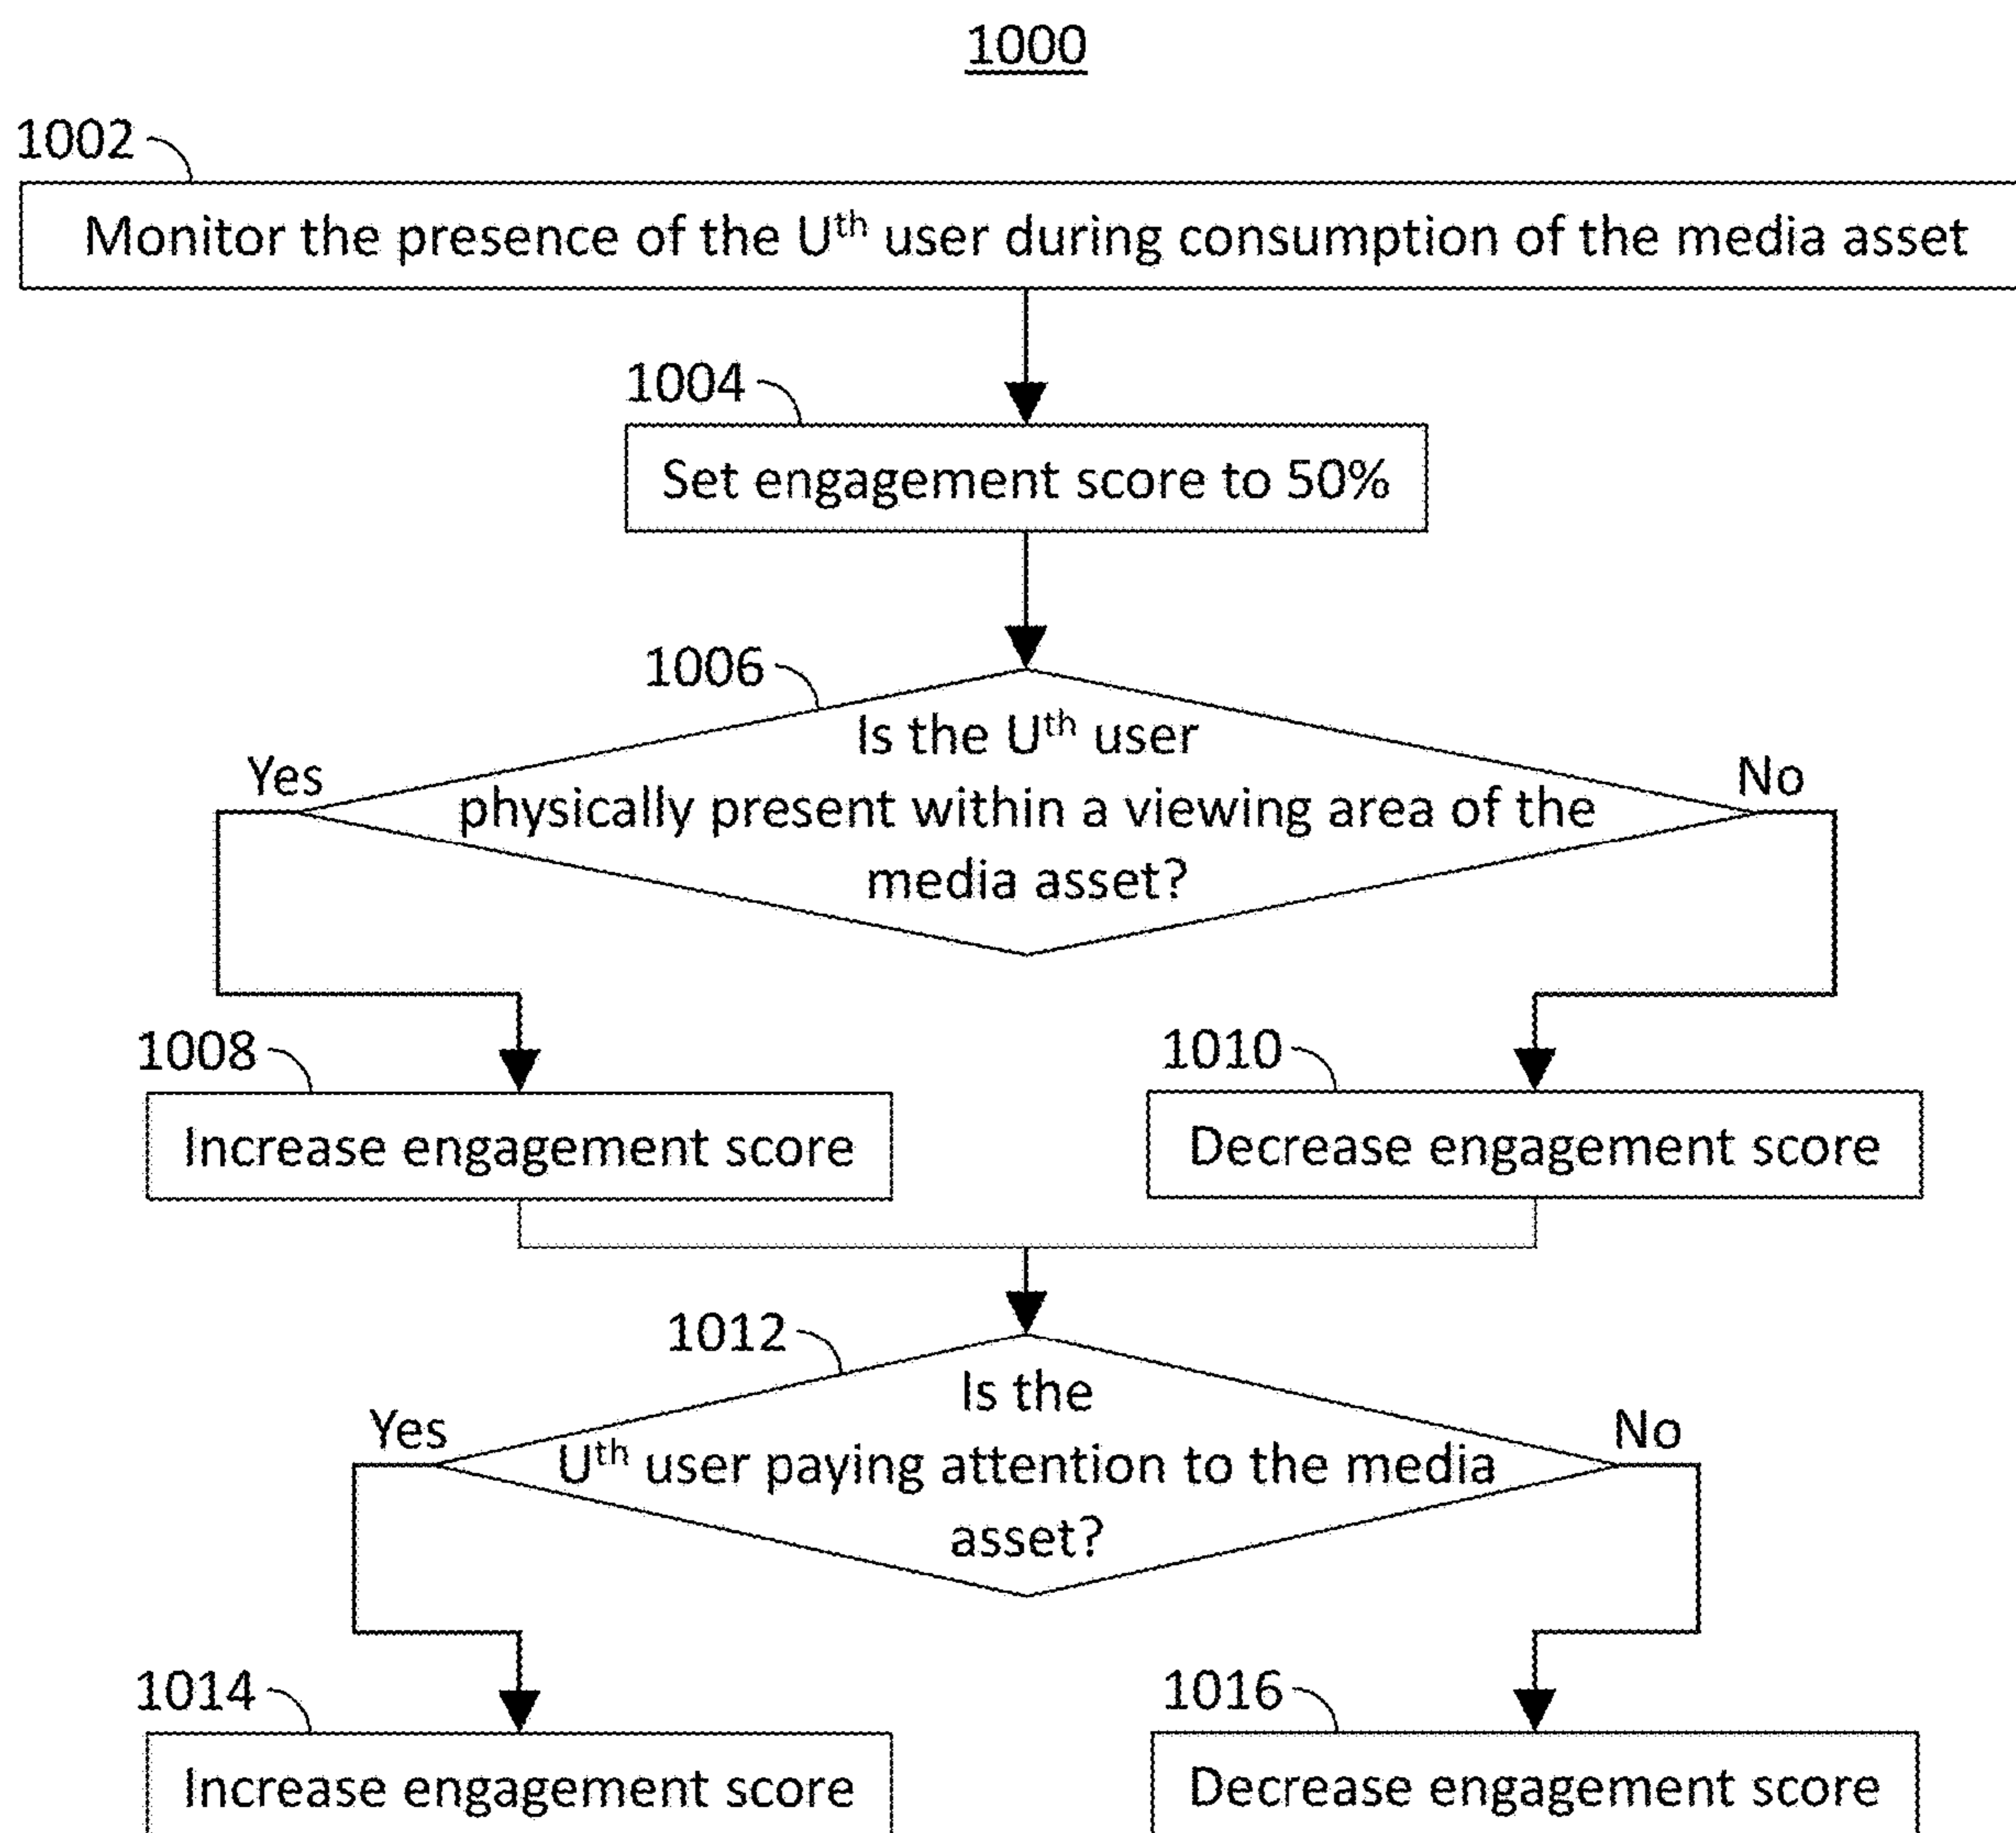 1000
1002
Monitor the presence of the Uth user during consumption of the media asset
1004
Set engagement score to 50%
1006
Is the Uth user
physically present within a viewing area of the
media asset?
Yes
No
1008
Increase engagement score
1010
Decrease engagement score
1012
Is the
Uth user paying attention to the media
asset?
Yes
No
1014
Increase engagement score
1016
Decrease engagement score